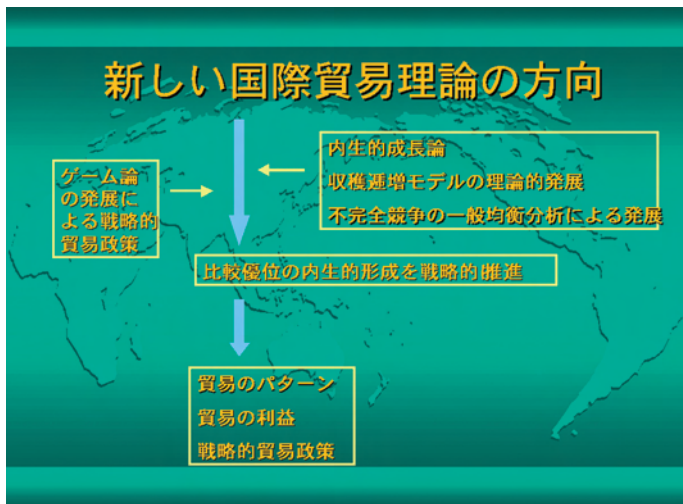 新しい国際貿易理論の方向
ゲーム論
の発展に
よる戦略的
貿易政策
内生的成長論
収穫逓増モデルの理論的発展
不完全競争の一般均衡分析による発展
比較優位の内生的形成を戦略的推進
貿易のパターン
貿易の利益
戦略的貿易政策